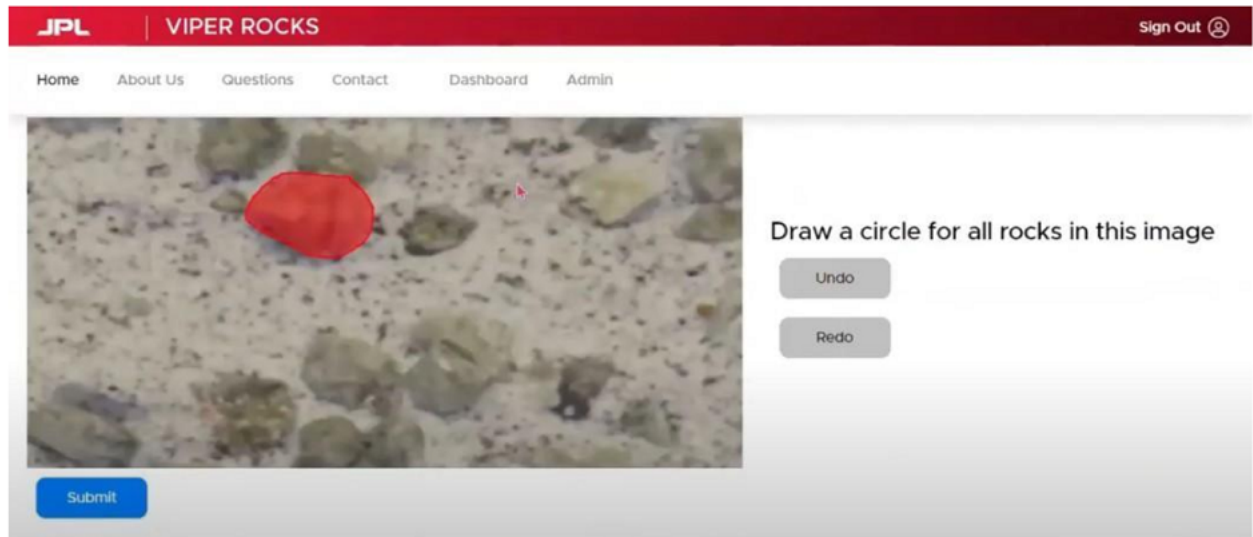 JPL | VIPER ROCKS
Sign Out
Home About Us Questions Contact Dashboard Admin
Draw a circle for all rocks in this image
Undo
Redo
Submit